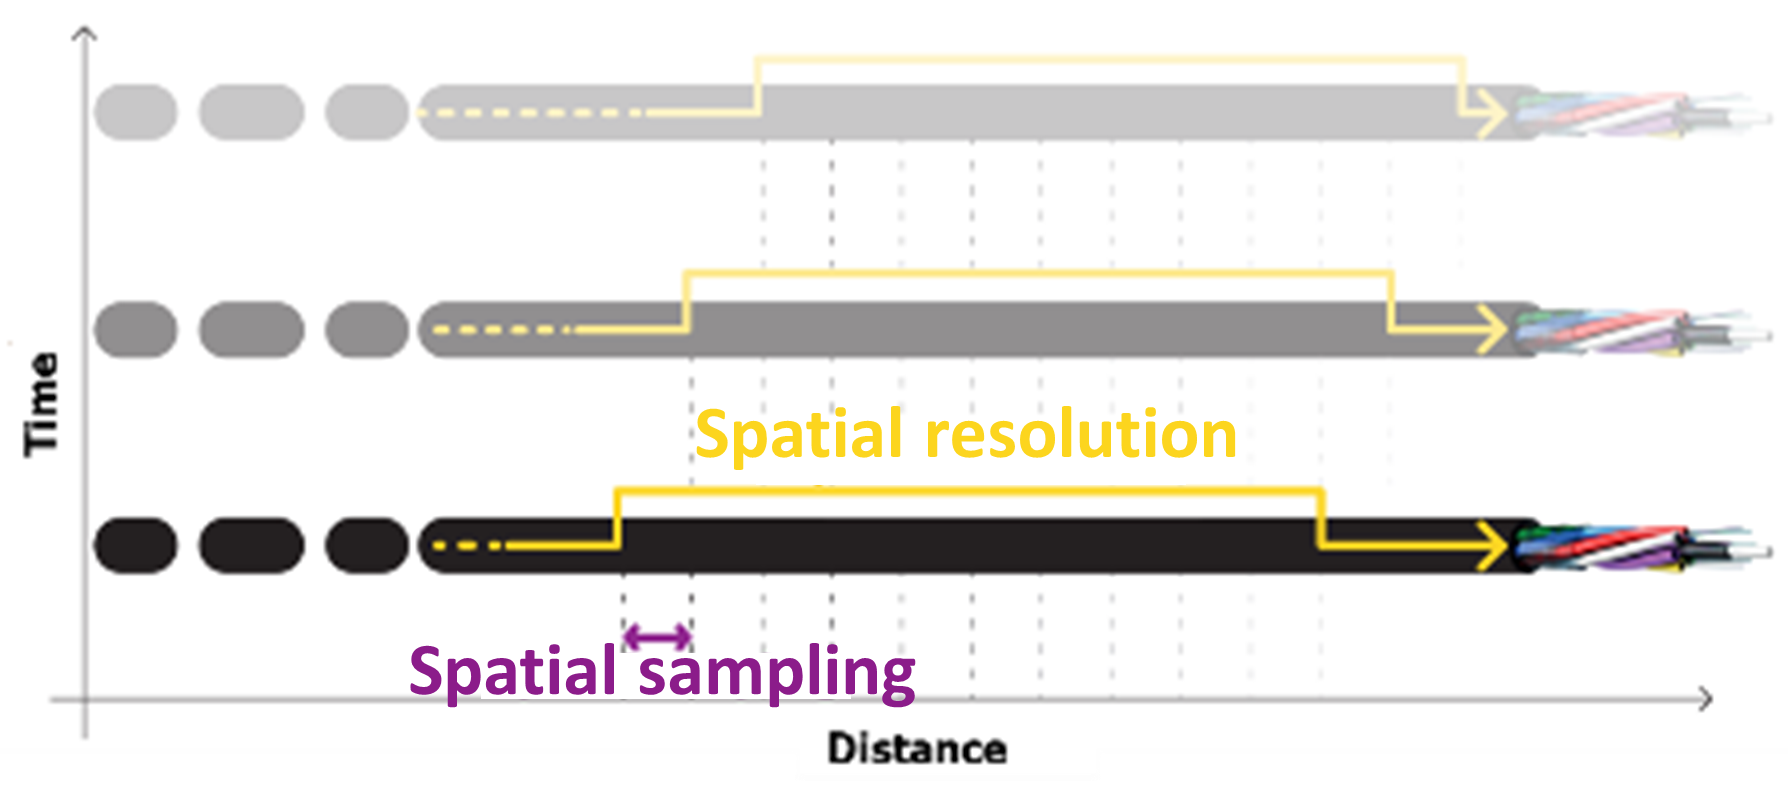 Time
Spatial resolution
Spatial sampling
Distance